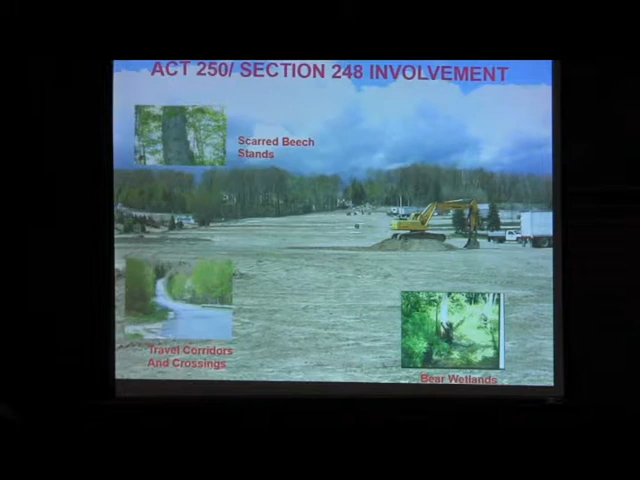 ACT 250/ SECTION 248 INVOLVEMENT
Scarred Beech
Stands
Travel Corridors
And Crossings
Bear Wetlands